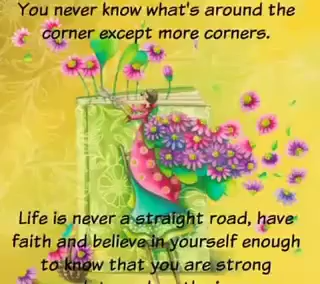 You never know what's around the
corner except more corners.
Life is never a straight road, have
faith and believe in yourself enough
to know that you are strong